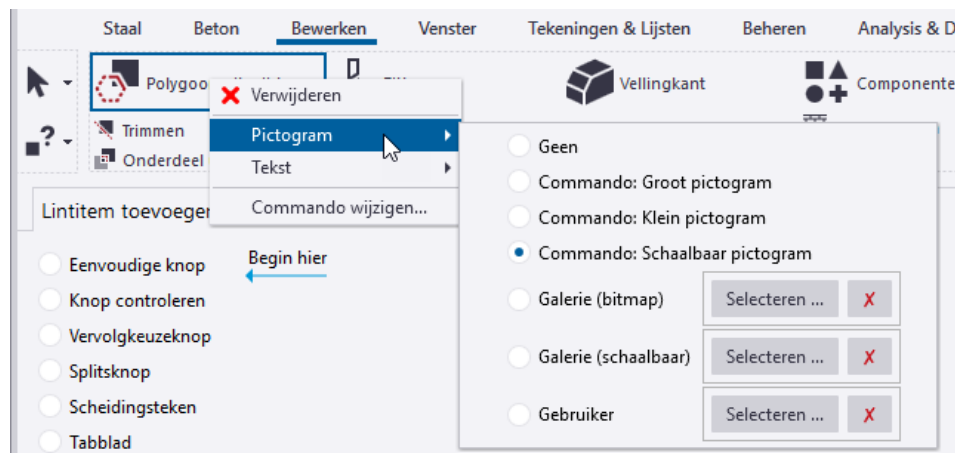 Staal Beton Bewerken Venster Tekeningen & Lijsten Beheren Analysis & D
Vellingkant Componente
Verwijderen
Trimmen
Pictogram
Onderdeel
Tekst
Geen
Commando: Groot pictogram
Commando wijzigen...
Commando: Klein pictogram
Commando: Schaalbaar pictogram
Begin hier
Eenvoudige knop
Knop controleren
Galerie (bitmap) Selecteren ... X
Vervolgkeuzeknop
Galerie (schaalbaar) Selecteren ... X
Splitsknop
Scheidingsteken
Gebruiker Selecteren ... X
Tabblad
Lintitem